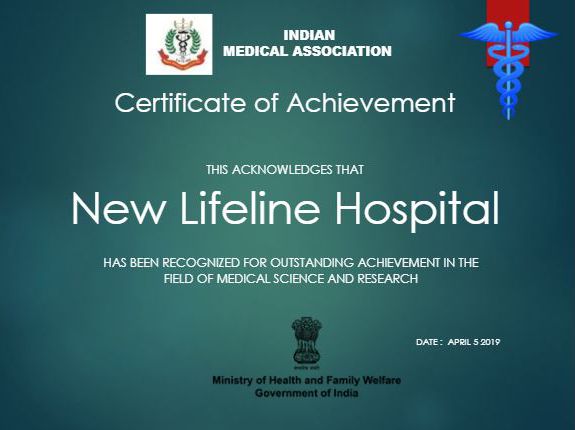 INDIAN
MEDICAL ASSOCIATION
Certificate of Achievement
THIS ACKNOWLEDGES THAT
New Lifeline Hospital
HAS BEEN RECOGNIZED FOR OUTSTANDING ACHIEVEMENT IN THE
FIELD OF MEDICAL SCIENCE AND RESEARCH
DATE : APRIL 5 2019
सत्यमेव जयते
Ministry of Health and Family Welfare
Government of India